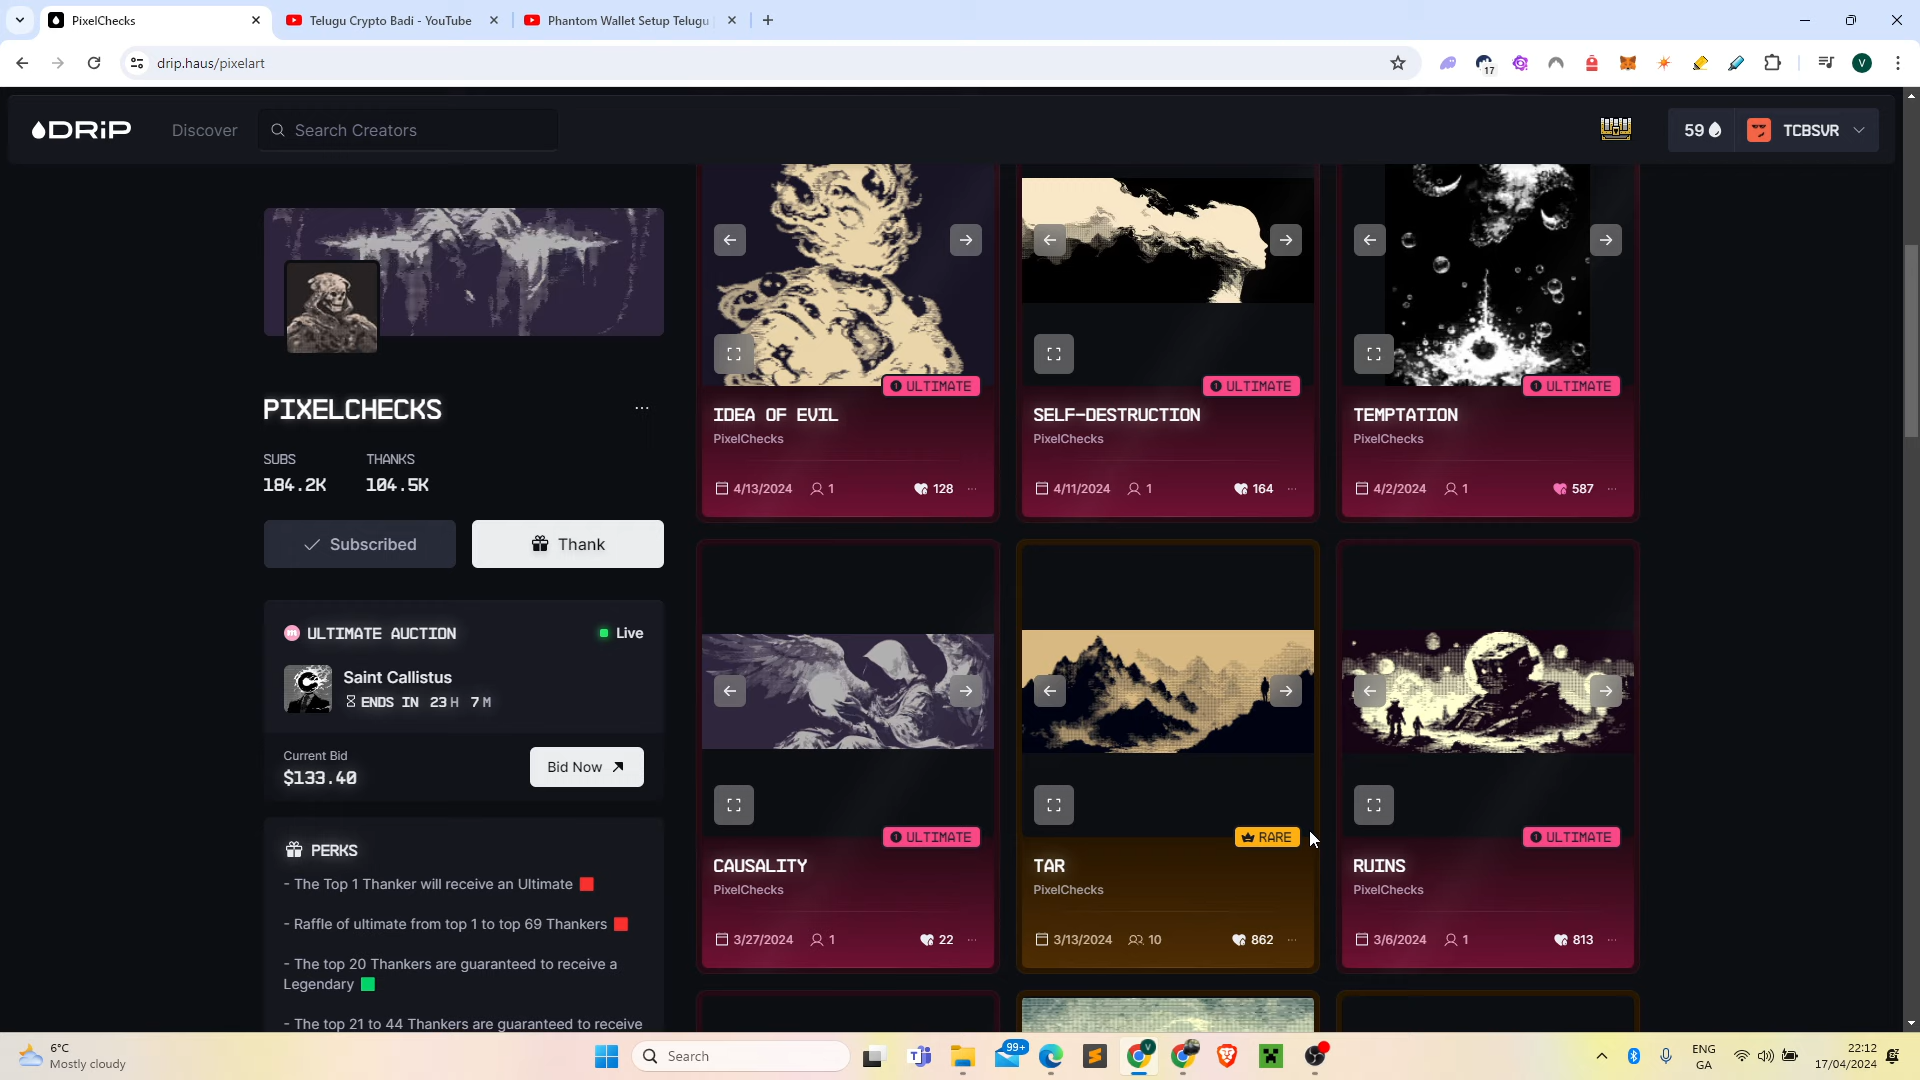 PixelChecks
Telugu Crypto Badi - YouTube
Phantom Wallet Setup Telugu
drip.haus/pixelart
17
V
DRiP
Discover
Search Creators
59
TCBSVR
PIXELCHECKS
SUBS
THANKS
184.2K
104.5K
Subscribed
Thank
ULTIMATE AUCTION
Live
Saint Callistus
ENDS IN 23H 7M
Current Bid
$133.40
Bid Now
PERKS
- The Top 1 Thanker will receive an Ultimate
- Raffle of ultimate from top 1 to top 69 Thankers
- The top 20 Thankers are guaranteed to receive a
Legendary
- The top 21 to 44 Thankers are guaranteed to receive
ULTIMATE
IDEA OF EVIL
PixelChecks
4/13/2024 1 128
ULTIMATE
SELF-DESTRUCTION
PixelChecks
4/11/2024 1 164
ULTIMATE
TEMPTATION
PixelChecks
4/2/2024 1 587
ULTIMATE
CAUSALITY
PixelChecks
3/27/2024 1 22
RARE
TAR
PixelChecks
3/13/2024 10 862
ULTIMATE
RUINS
PixelChecks
3/6/2024 1 813
6°C
Mostly cloudy
Search
99+
V
ENG
GA
22:12
17/04/2024